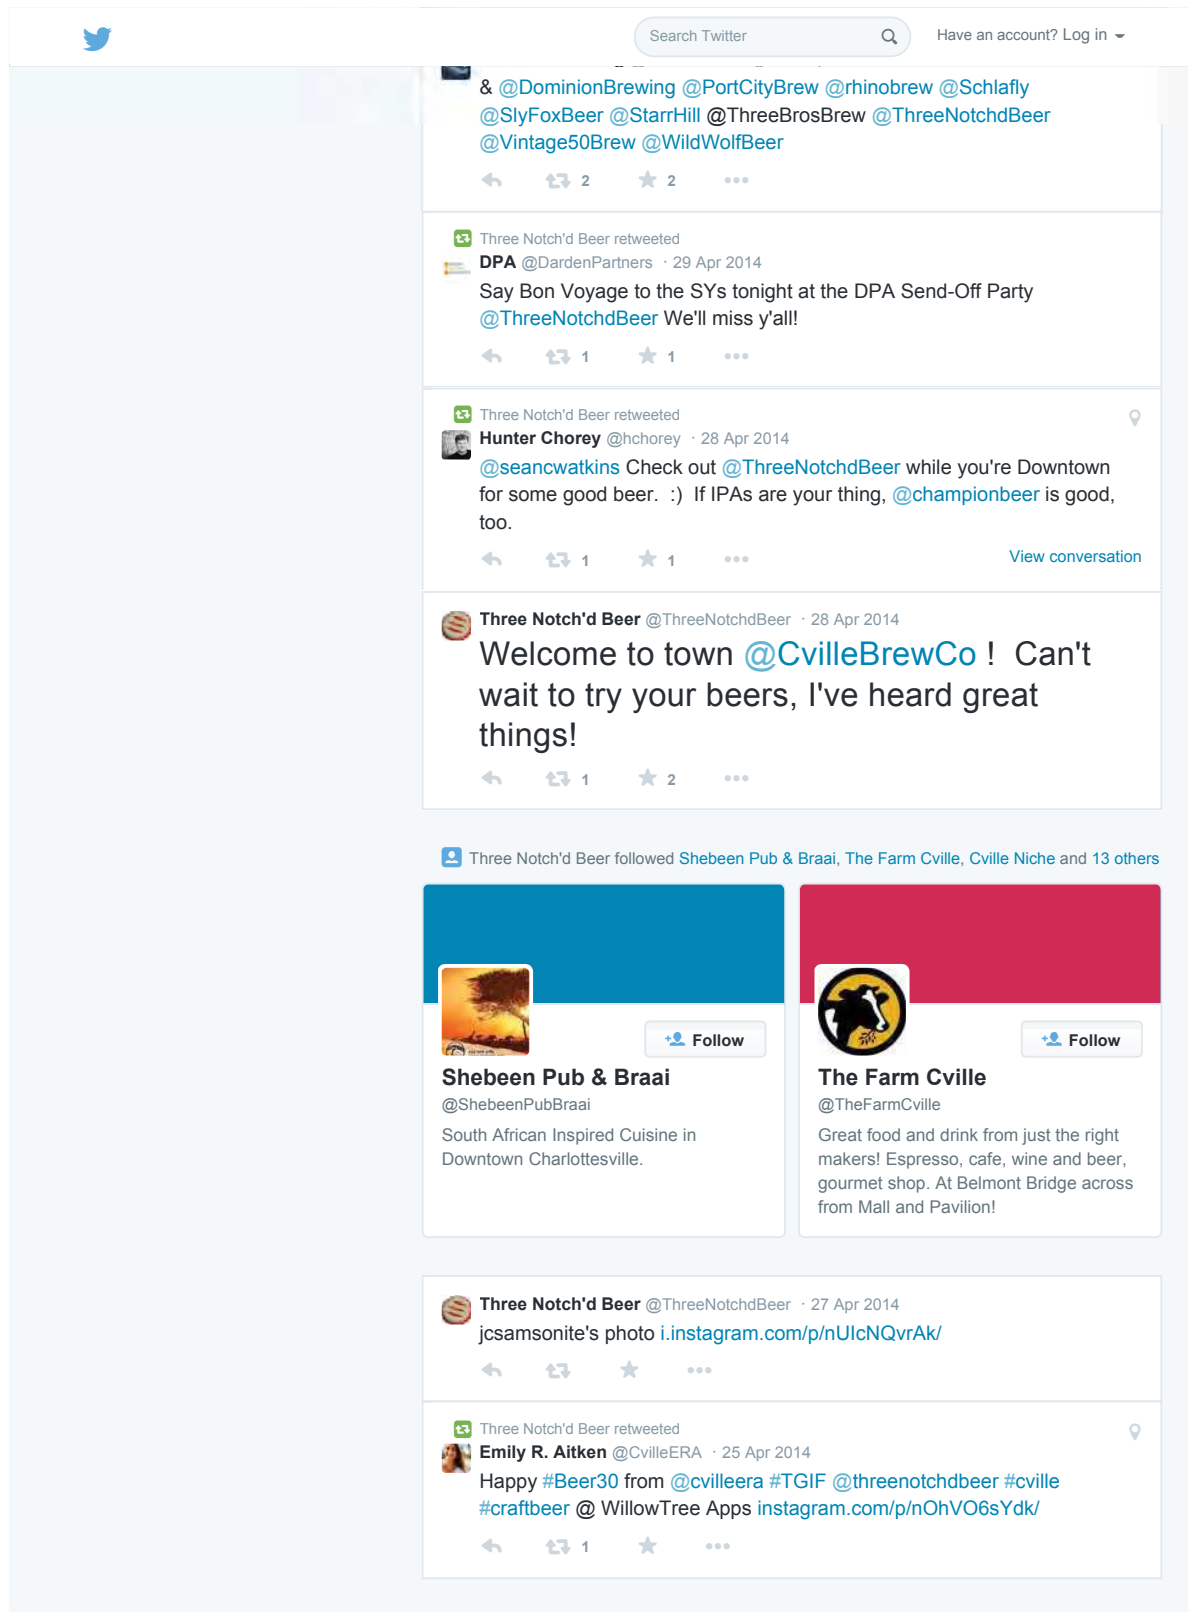 Search Twitter
Have an account? Log in
& @DominionBrewing @PortCityBrew @rhinobrew @Schlafly
@SlyFoxBeer @StarrHill @ThreeBrosBrew @ThreeNotchdBeer
@Vintage50Brew @WildWolfBeer
2 2
Three Notch'd Beer retweeted
DPA @DardenPartners · 29 Apr 2014
Say Bon Voyage to the SYs tonight at the DPA Send-Off Party
@ThreeNotchdBeer We'll miss y'all!
1 1
Three Notch'd Beer retweeted
Hunter Chorey @hchorey · 28 Apr 2014
@seancwatkins Check out @ThreeNotchdBeer while you're Downtown
for some good beer. :) If IPAs are your thing, @championbeer is good,
too.
1 1 View conversation
Three Notch'd Beer @ThreeNotchdBeer · 28 Apr 2014
Welcome to town @CvilleBrewCo ! Can't
wait to try your beers, I've heard great
things!
1 2
Three Notch'd Beer followed Shebeen Pub & Braai, The Farm Cville, Cville Niche and 13 others
Follow
Shebeen Pub & Braai
@ShebeenPubBraai
South African Inspired Cuisine in
Downtown Charlottesville.
Follow
The Farm Cville
@TheFarmCville
Great food and drink from just the right
makers! Espresso, cafe, wine and beer,
gourmet shop. At Belmont Bridge across
from Mall and Pavilion!
Three Notch'd Beer @ThreeNotchdBeer · 27 Apr 2014
jcsamsonite's photo i.instagram.com/p/nUIcNQvrAk/
Three Notch'd Beer retweeted
Emily R. Aitken @CvilleERA · 25 Apr 2014
Happy #Beer30 from @cvilleera #TGIF @threenotchdbeer #cville
#craftbeer @ WillowTree Apps instagram.com/p/nOhVO6sYdk/
1